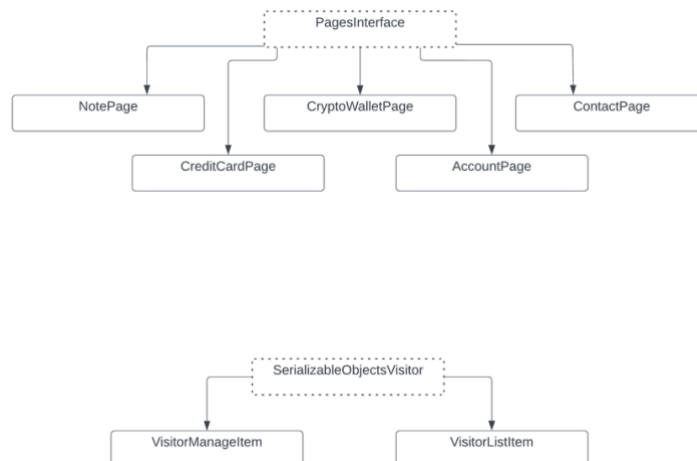 PagesInterface
NotePage
CryptoWalletPage
ContactPage
CreditCardPage
AccountPage
SerializableObjectsVisitor
VisitorManageItem
VisitorListItem